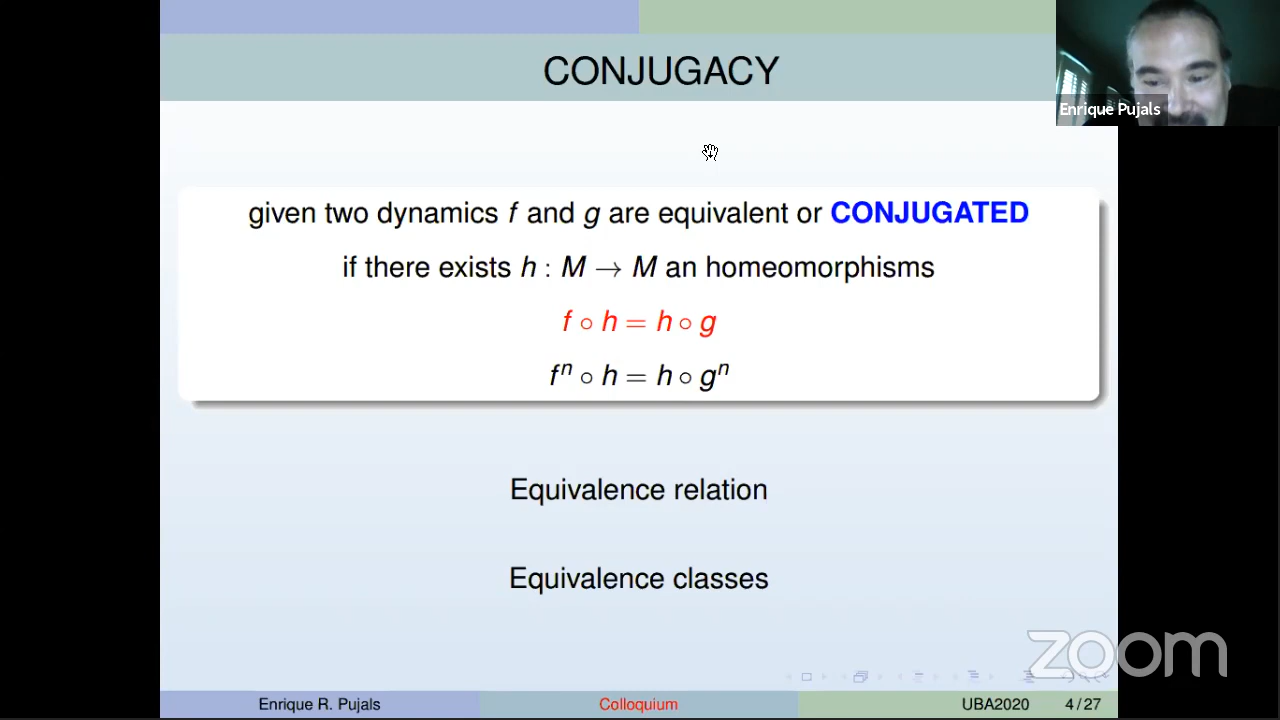 CONJUGACY
Enrique Pujals
given two dynamics f and g are equivalent or CONJUGATED
if there exists h : M → M an homeomorphisms
f ∘ h = h ∘ g
fⁿ ∘ h = h ∘ gⁿ
Equivalence relation
Equivalence classes
zoom
Enrique R. Pujals Colloquium UBA2020 4 / 27